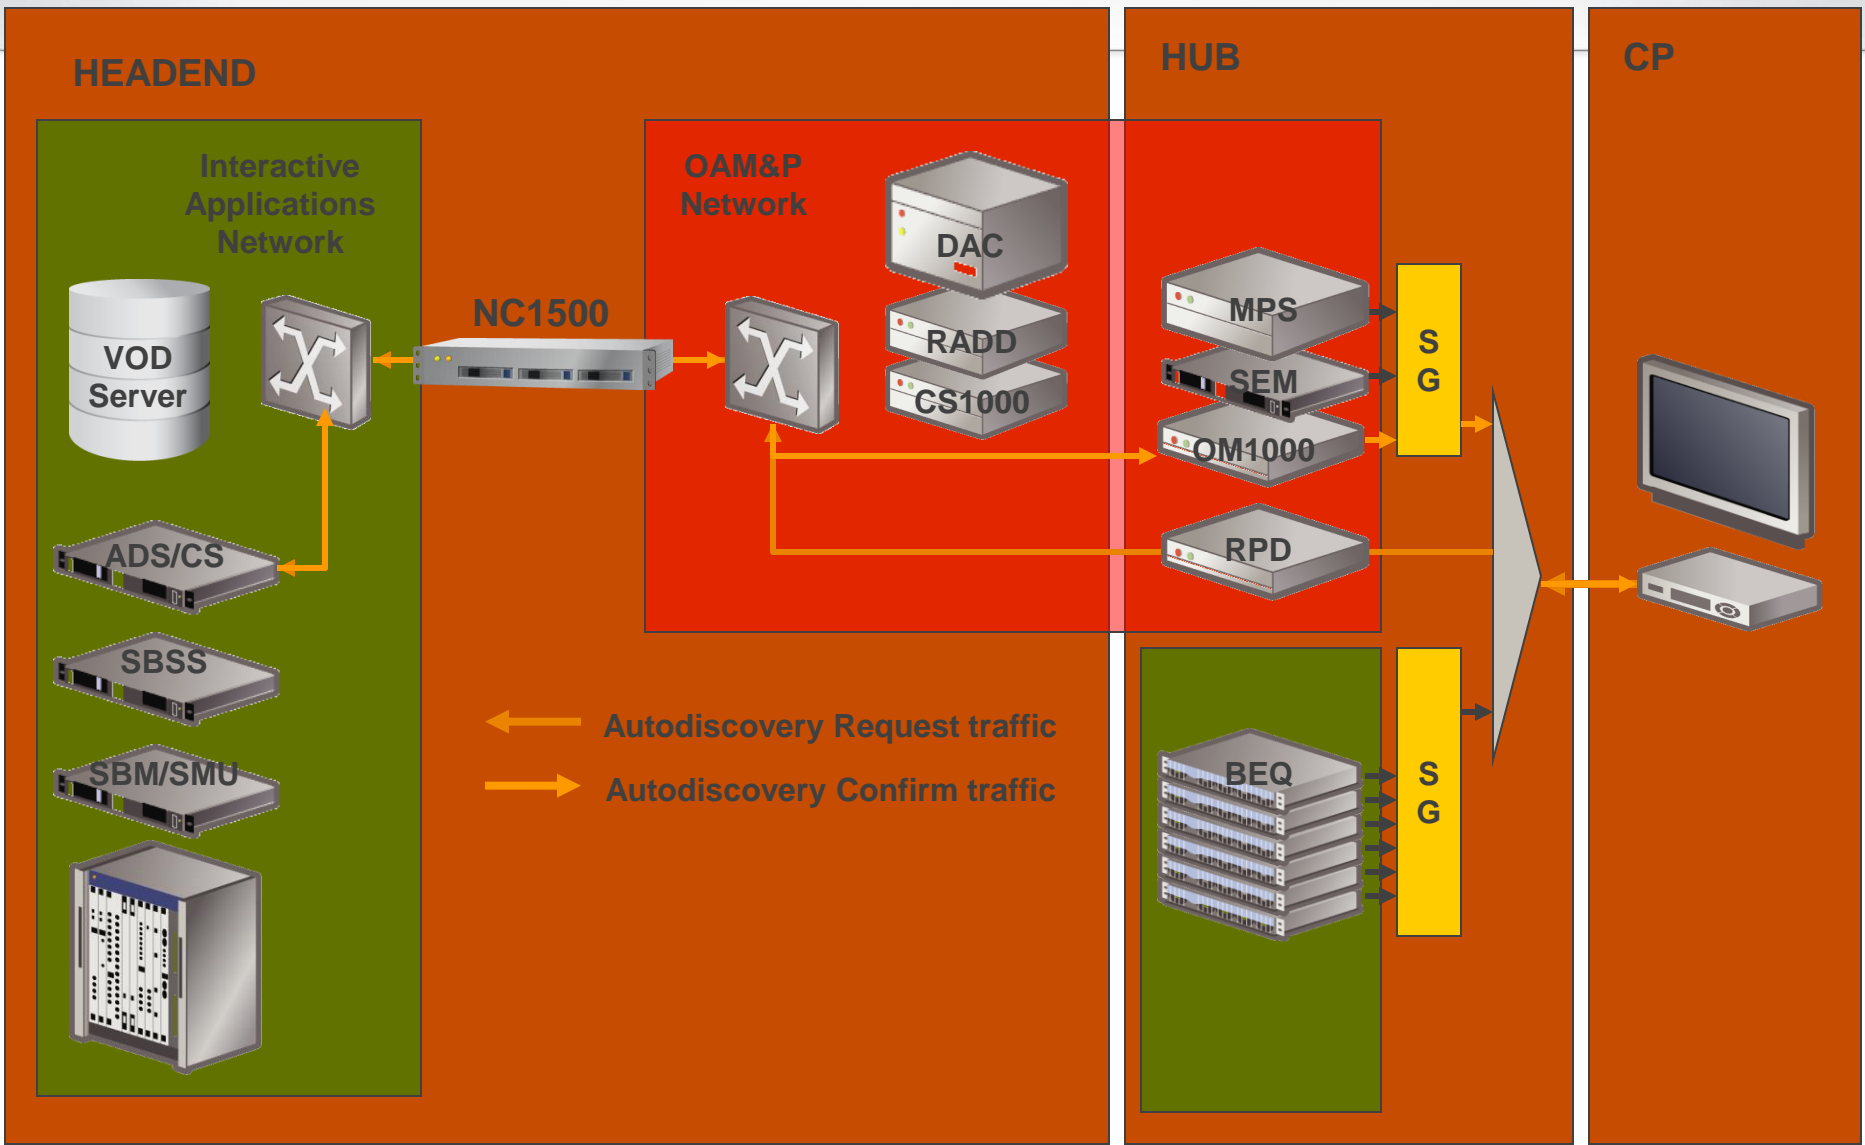 HEADEND
HUB
CP
Interactive
Applications
Network
OAM&P
Network
DAC
NC1500
MPS
RADD
VOD
Server
S
G
SEM
CS1000
OM1000
ADS/CS
RPD
SBSS
Autodiscovery Request traffic
SBM/SMU
Autodiscovery Confirm traffic
BEQ
S
G